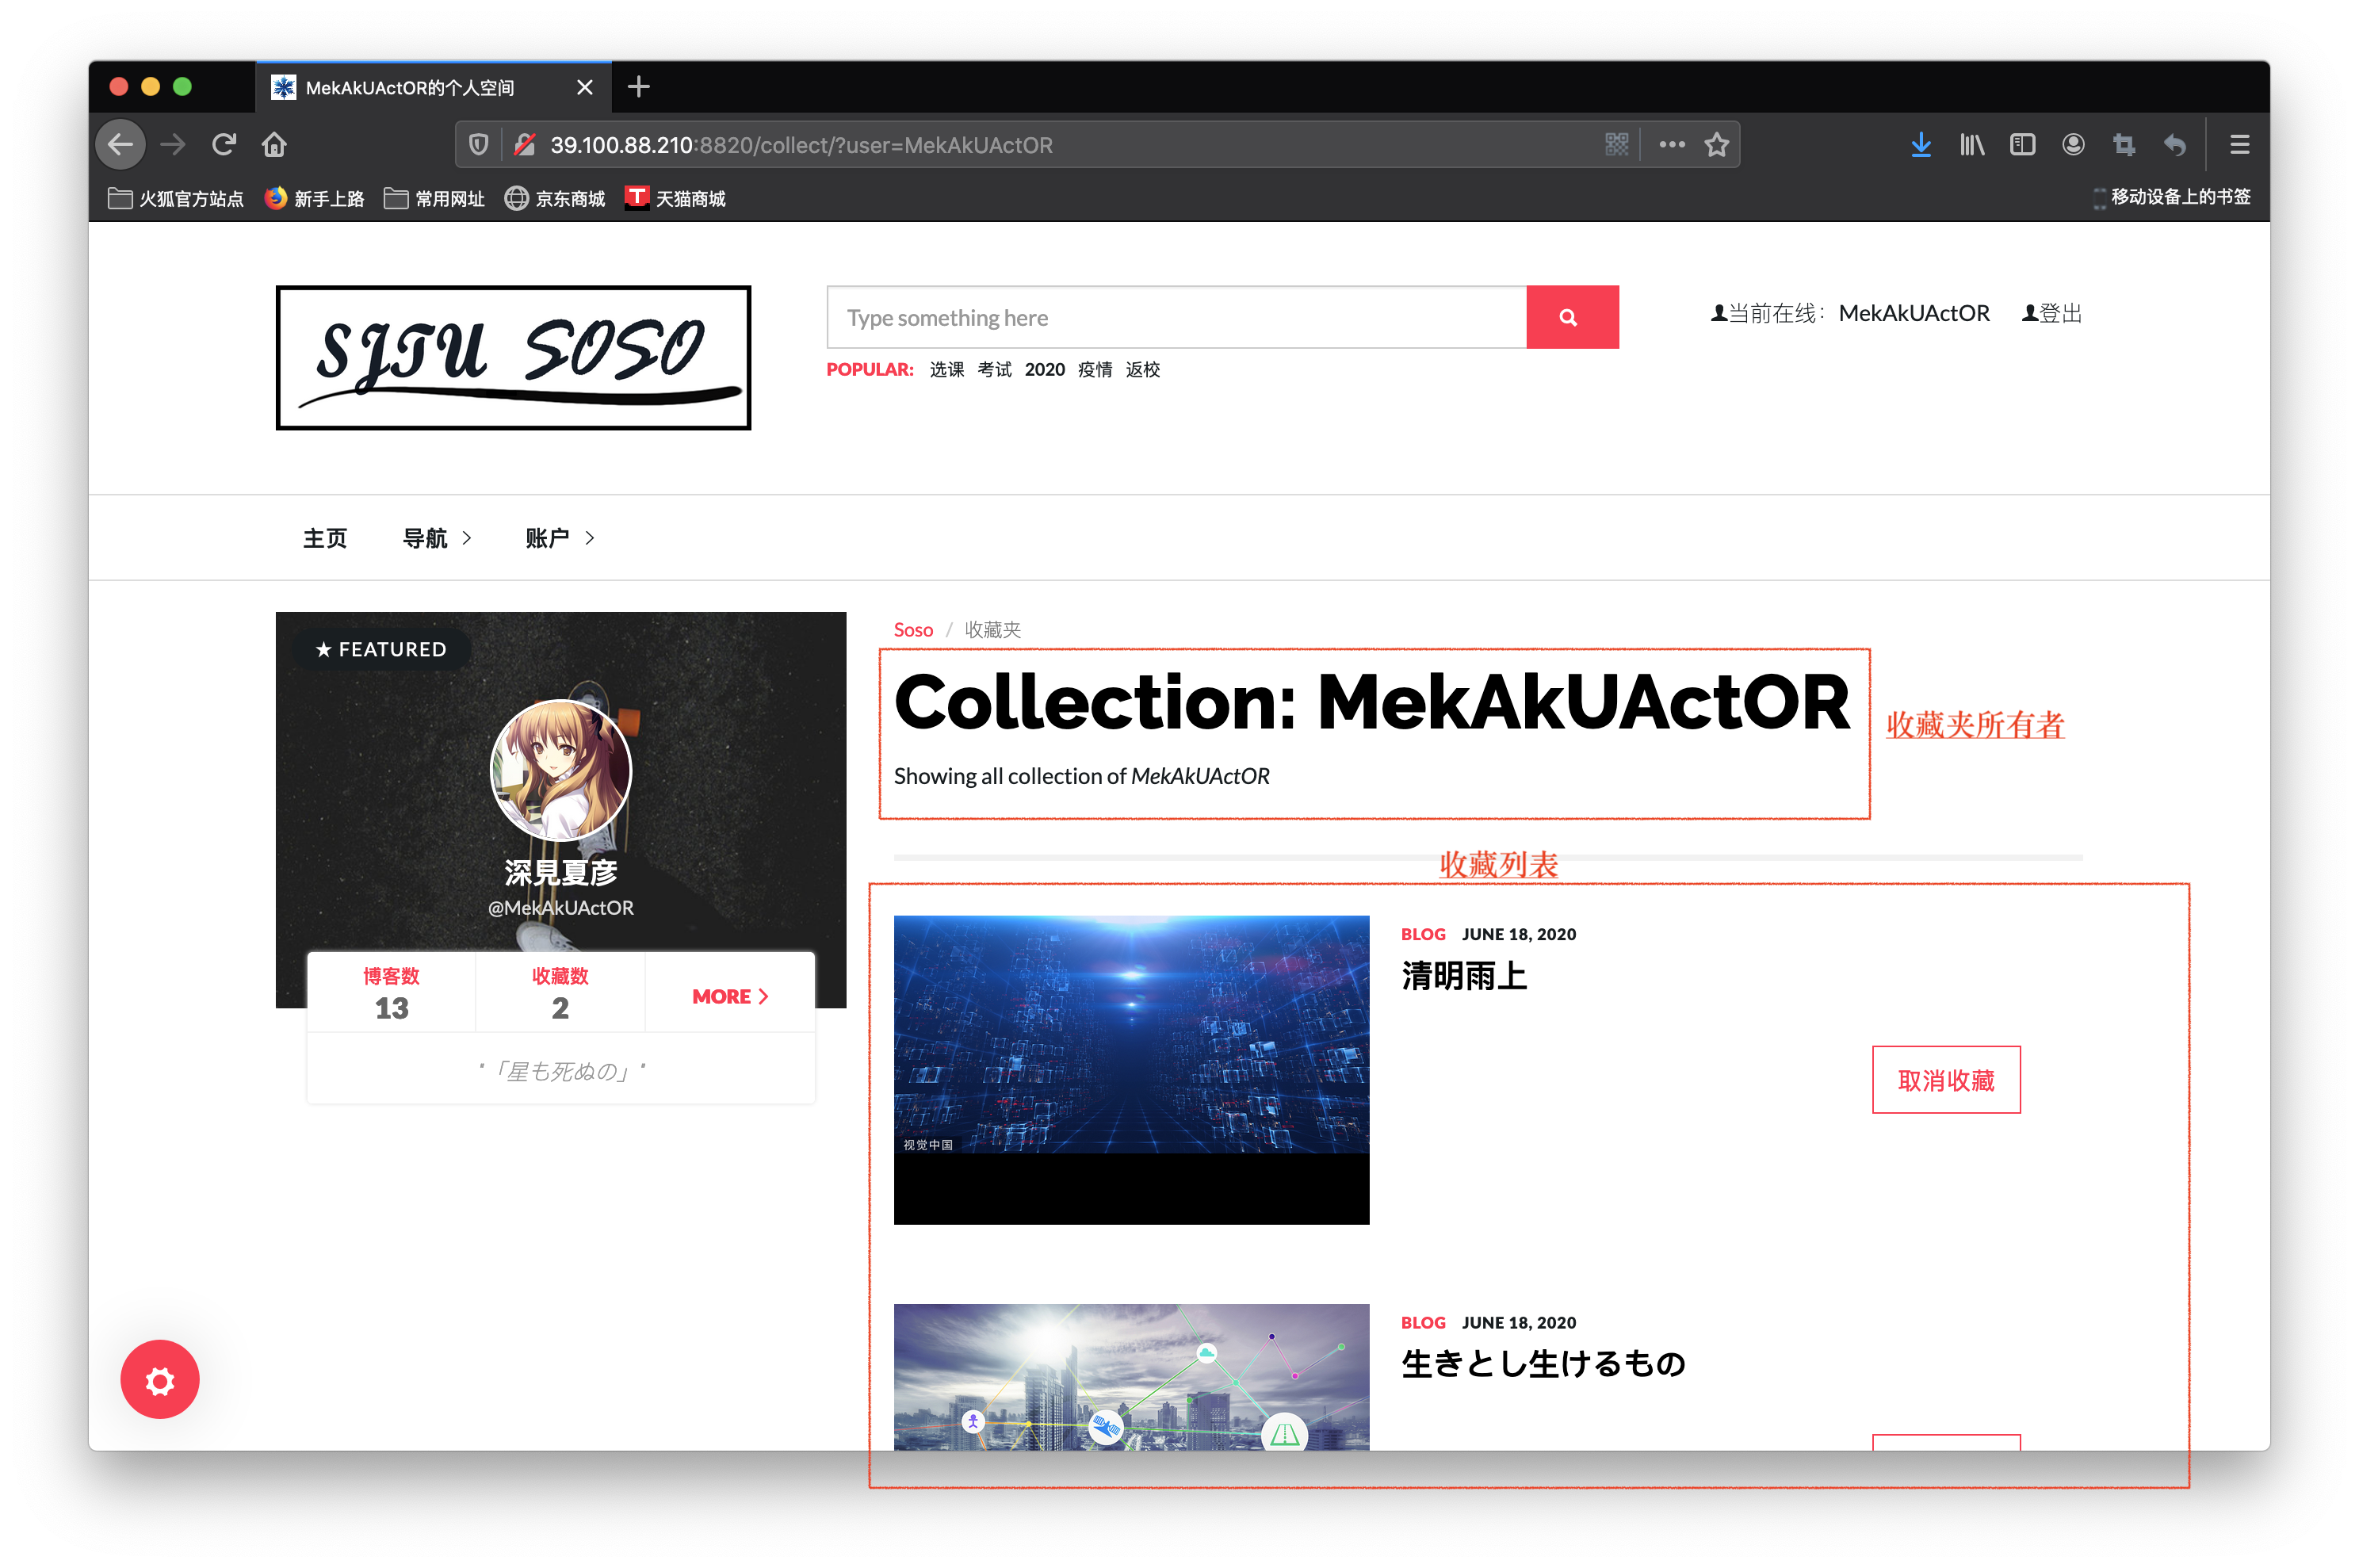 MekAkUActOR的个人空间
39.100.88.210:8820/collect/?user=MekAkUActOR
火狐官方站点 新手上路 常用网址 京东商城 天猫商城 移动设备上的书签
SJTU SOSO
Type something here
当前在线： MekAkUActOR 登出
POPULAR: 选课 考试 2020 疫情 返校
主页 导航 账户
★ FEATURED
深見夏彦
@MekAkUActOR
博客数
13
收藏数
2
MORE
"「星も死ぬの」"
Soso / 收藏夹
Collection: MekAkUActOR
收藏夹所有者
Showing all collection of MekAkUActOR
收藏列表
视觉中国
BLOG JUNE 18, 2020
清明雨上
取消收藏
BLOG JUNE 18, 2020
生きとし生けるもの